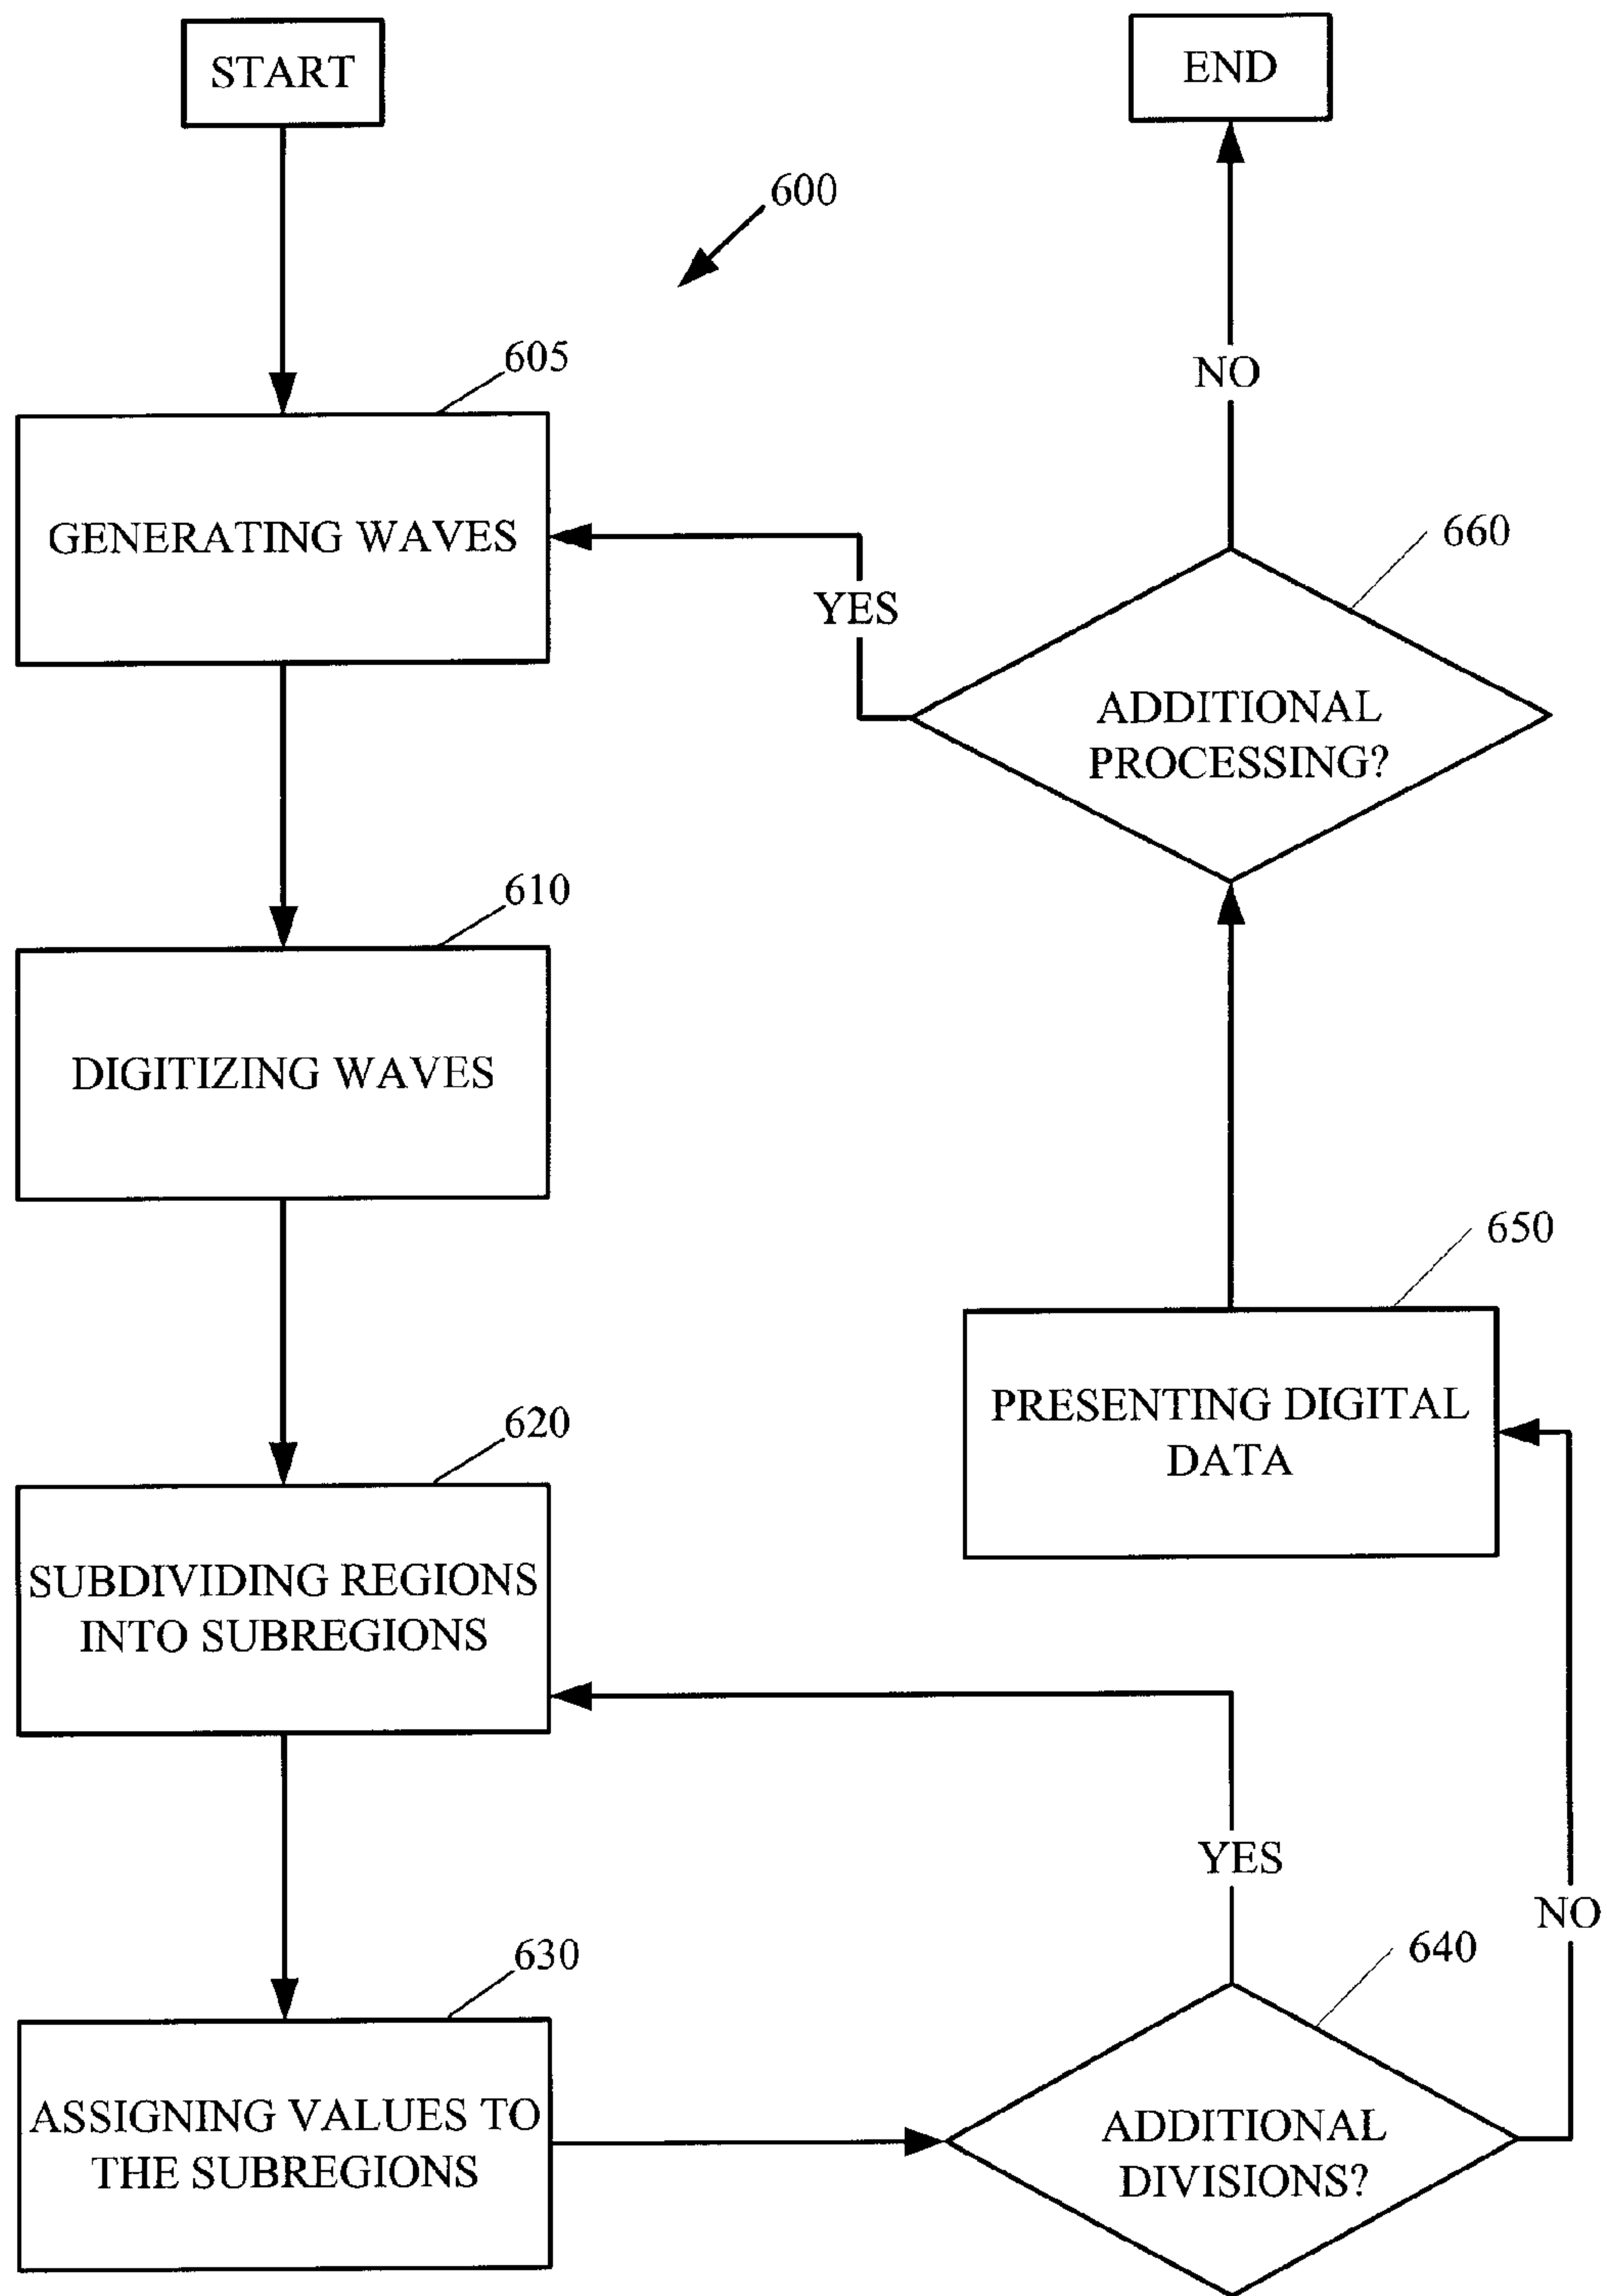 START
END
600
605
GENERATING WAVES
NO
660
YES
ADDITIONAL
PROCESSING?
610
DIGITIZING WAVES
650
PRESENTING DIGITAL
DATA
620
SUBDIVIDING REGIONS
INTO SUBREGIONS
YES
NO
630
640
ASSIGNING VALUES TO
THE SUBREGIONS
ADDITIONAL
DIVISIONS?